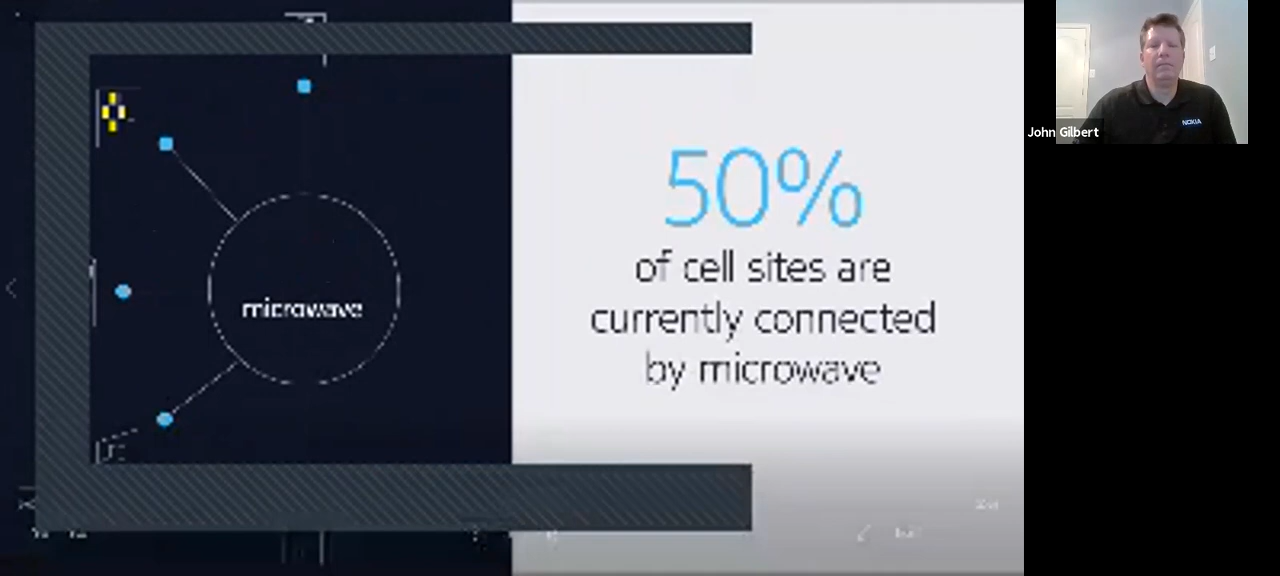 microwave
50%
of cell sites are
currently connected
by microwave
John Gilbert
NOKIA